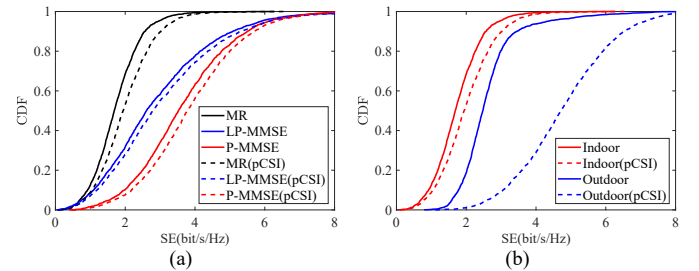 1
0.8
0.6
0.4
0.2
0
CDF
0 2 4 6 8
SE(bit/s/Hz)
MR
LP-MMSE
P-MMSE
MR(pCSI)
LP-MMSE(pCSI)
P-MMSE(pCSI)
(a)
1
0.8
0.6
0.4
0.2
0
CDF
0 2 4 6 8
SE(bit/s/Hz)
Indoor
Indoor(pCSI)
Outdoor
Outdoor(pCSI)
(b)